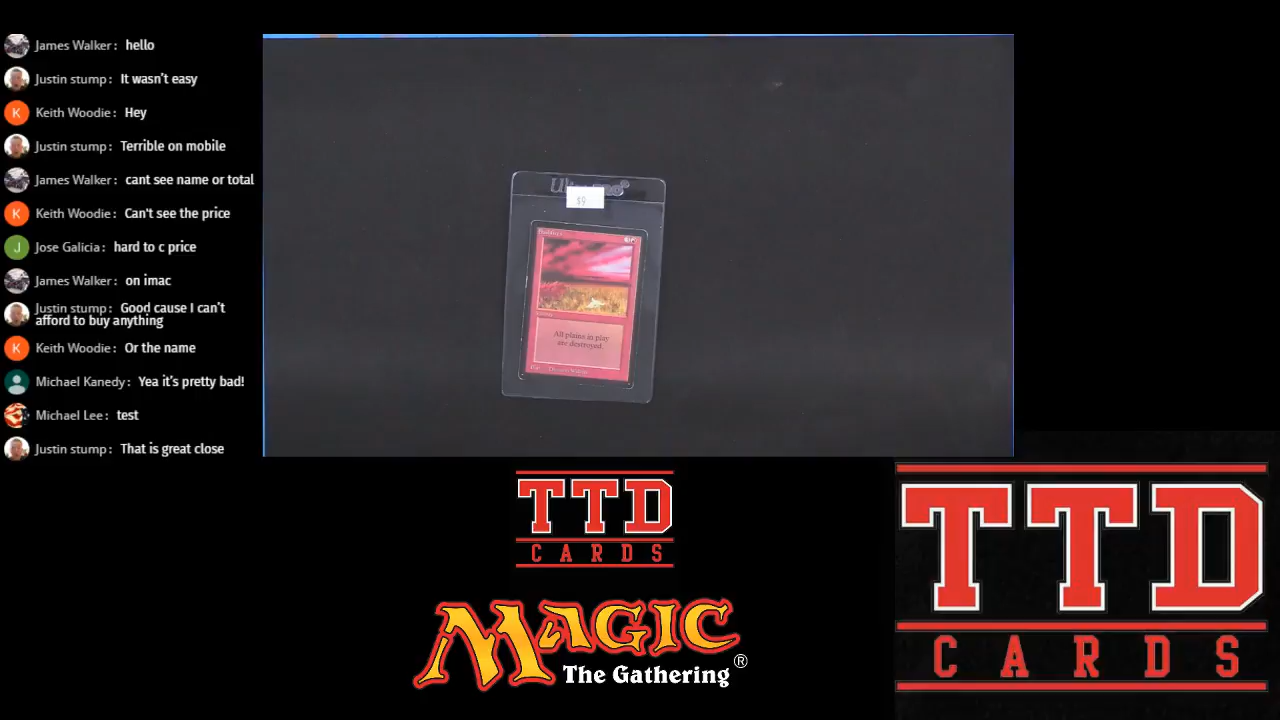 James Walker: hello
Justin stump: It wasn't easy
Keith Woodie: Hey
Justin stump: Terrible on mobile
James Walker: cant see name or total
Keith Woodie: Can't see the price
Jose Galicia: hard to c price
James Walker: on imac
Justin stump: Good cause I can't
afford to buy anything
Keith Woodie: Or the name
Michael Kanedy: Yea it's pretty bad!
Michael Lee: test
Justin stump: That is great close
$9
All plains in play
are destroyed.
TTD
CARDS
MAGIC
The Gathering®
TTD
CARDS